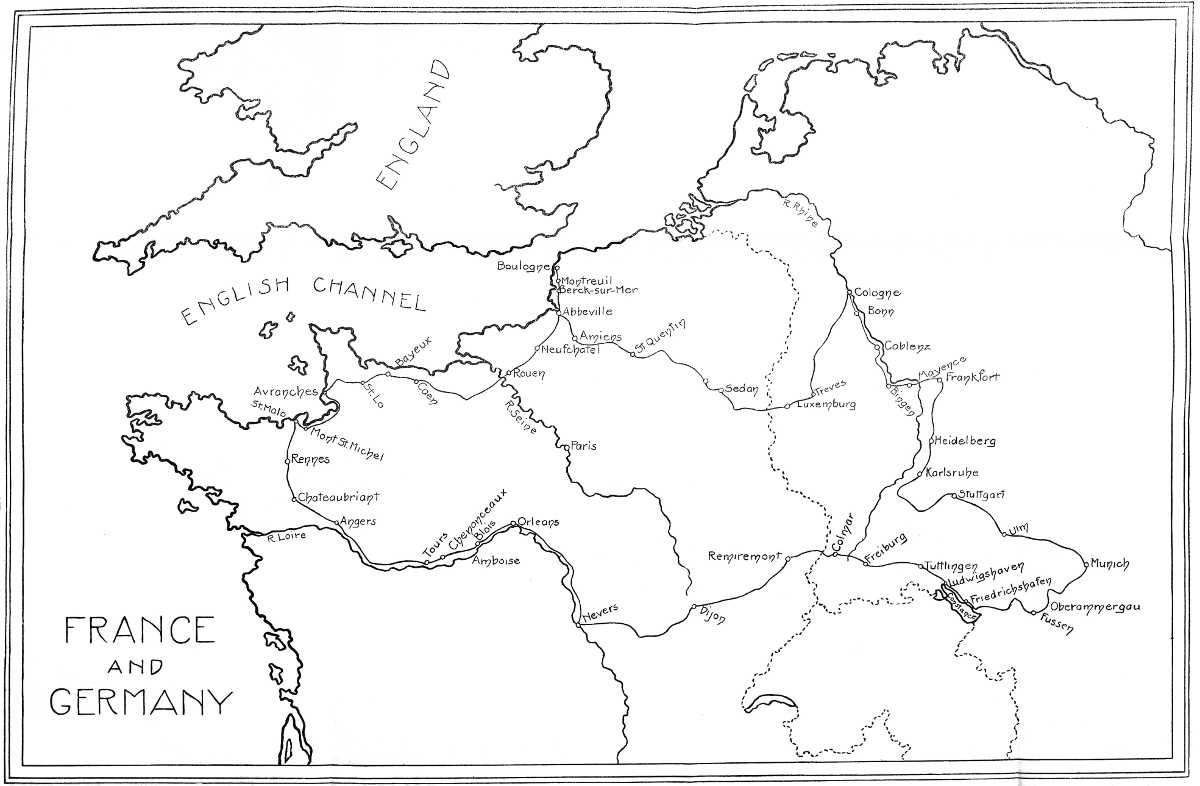 ENGLAND
R. Rhine
ENGLISH CHANNEL
Boulogne
Montreuil
Berck-sur-Mer
Abbeville
Amiens
St Quentin
Neufchatel
Rouen
Sedan
Luxemburg
Treves
Cologne
Bonn
Coblenz
Mayence
Frankfort
Bingen
Heidelberg
Karlsruhe
Stuttgart
Ulm
Munich
Bayeux
Caen
St. Lo
Avranches
St. Malo
Mont St. Michel
Rennes
Chateaubriant
Angers
R. Loire
R. Seine
Paris
Tours
Chenonceaux
Blois
Amboise
Orleans
Nevers
Dijon
Remiremont
Colmar
Freiburg
Tuttlingen
Ludwigshaven
Friedrichshafen
Constance
Oberammergau
Fussen
FRANCE
AND
GERMANY